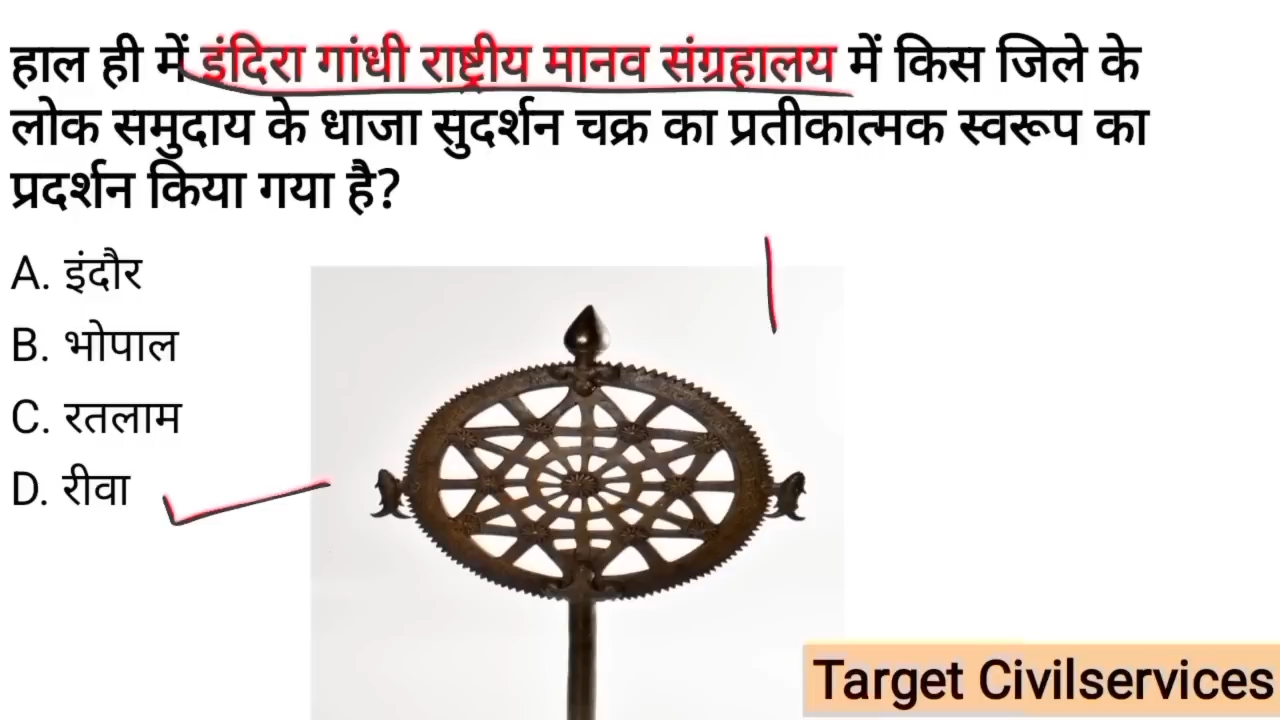 हाल ही में इंदिरा गांधी राष्ट्रीय मानव संग्रहालय में किस जिले के
लोक समुदाय के धाजा सुदर्शन चक्र का प्रतीकात्मक स्वरूप का
प्रदर्शन किया गया है?
A. इंदौर
B. भोपाल
C. रतलाम
D. रीवा
Target Civilservices